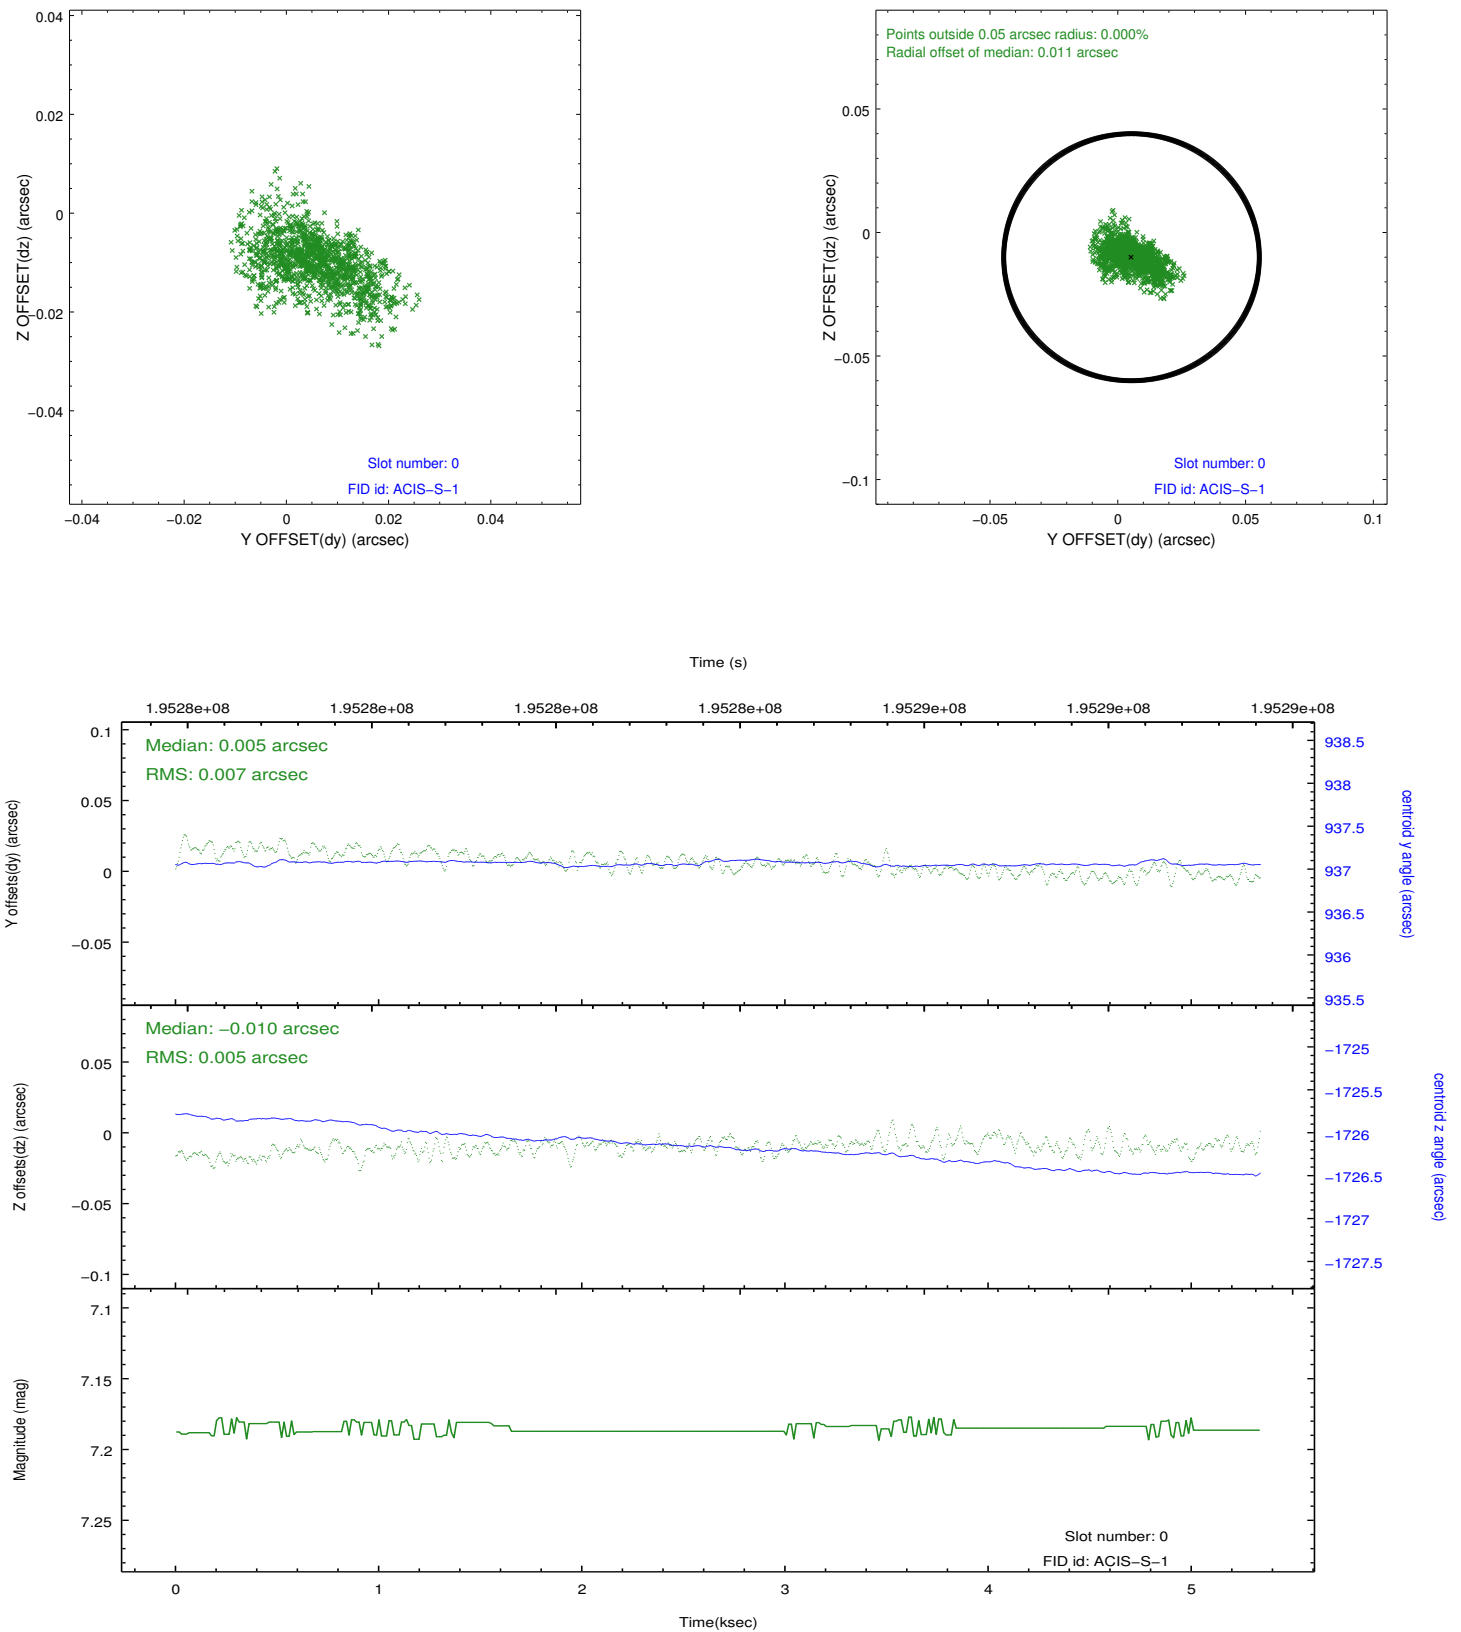 0.04
0.02
0
−0.02
−0.04
Z OFFSET(dz) (arcsec)
Slot number: 0
FID id: ACIS−S−1
−0.04
−0.02
0
0.02
0.04
Y OFFSET(dy) (arcsec)
Points outside 0.05 arcsec radius: 0.000%
Radial offset of median: 0.011 arcsec
0.05
0
−0.05
−0.1
Z OFFSET(dz) (arcsec)
Slot number: 0
FID id: ACIS−S−1
−0.05
0
0.05
0.1
Y OFFSET(dy) (arcsec)
Time (s)
1.9528e+08
1.9528e+08
1.9528e+08
1.9528e+08
1.9529e+08
1.9529e+08
1.9529e+08
Median: 0.005 arcsec
RMS: 0.007 arcsec
0.1
0.05
0
−0.05
Y offsets(dy) (arcsec)
938.5
938
937.5
937
936.5
936
935.5
centroid y angle (arcsec)
Median: −0.010 arcsec
RMS: 0.005 arcsec
0.05
0
−0.05
−0.1
Z offsets(dz) (arcsec)
−1725
−1725.5
−1726
−1726.5
−1727
−1727.5
centroid z angle (arcsec)
7.1
7.15
7.2
7.25
Magnitude (mag)
Slot number: 0
FID id: ACIS−S−1
0
1
2
3
4
5
Time(ksec)